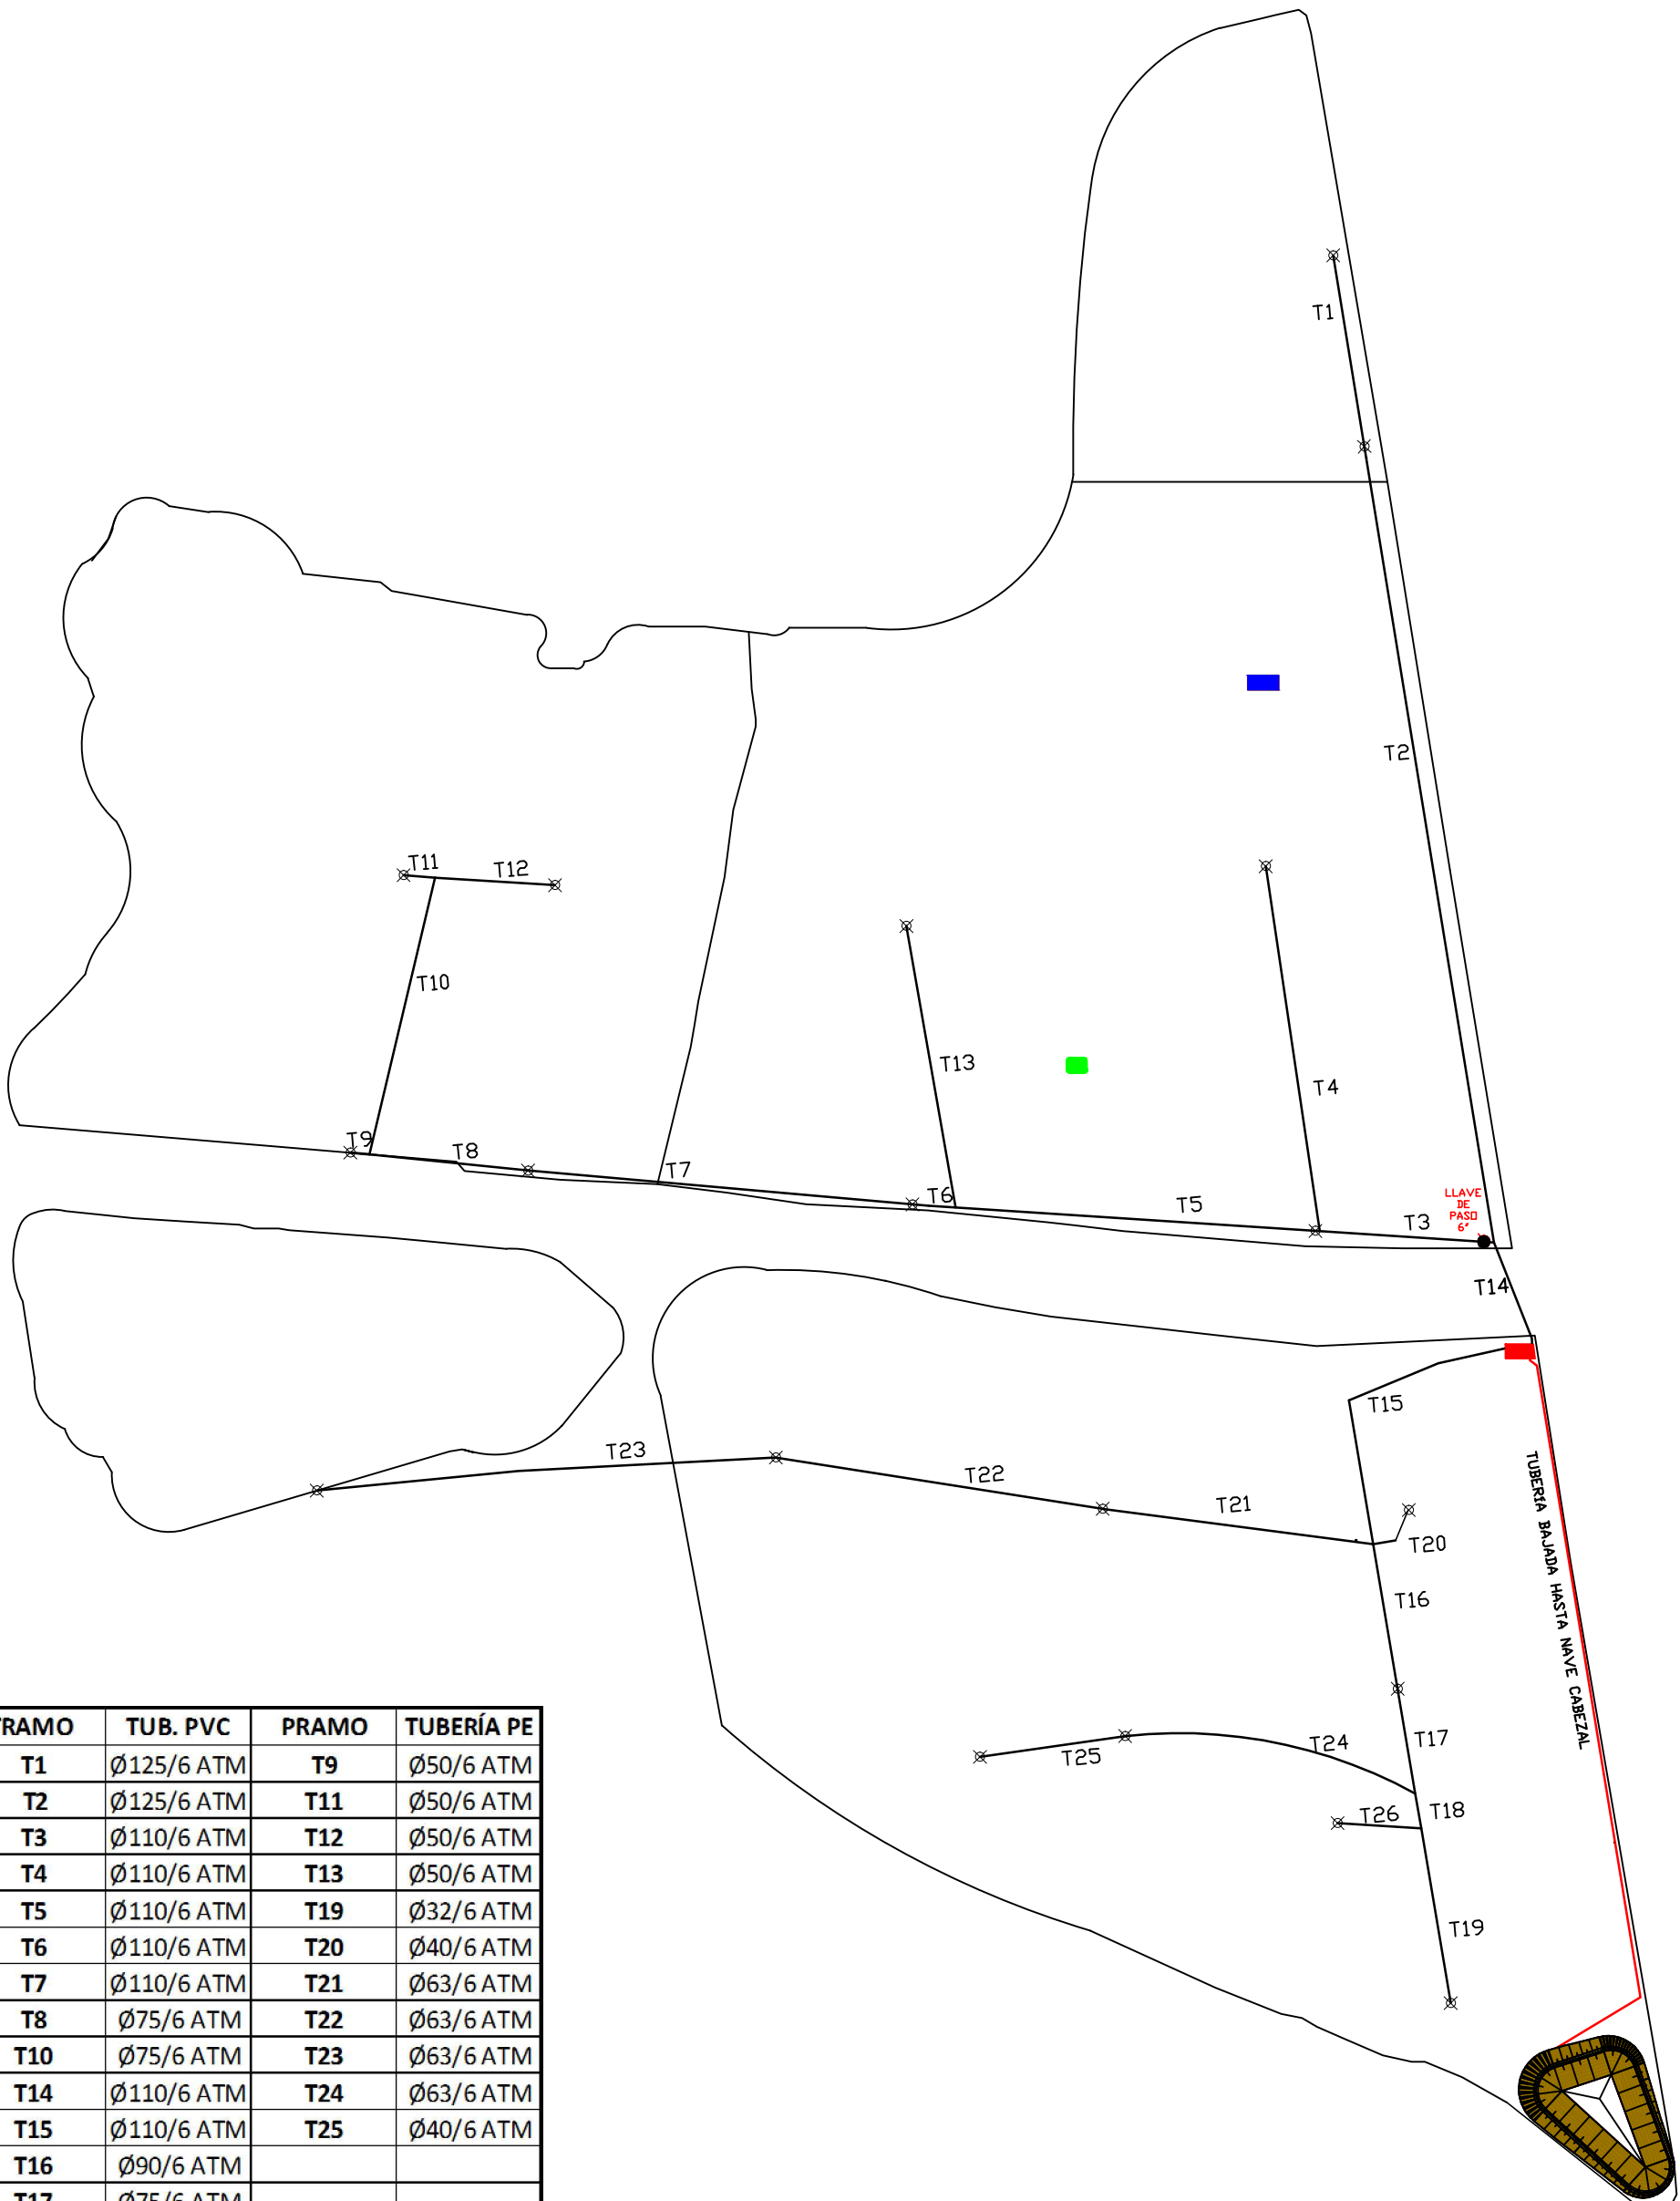 T1
T2
T11
T12
T10
T13
T4
T9
T8
T7
T6
T5
T3
LLAVE
DE
PASO
6"
T14
T15
T23
T22
T21
T20
T16
TUBERÍA BAJADA HASTA NAVE CABEZAL
T17
T24
T25
T18
T26
T19
TRAMO TUB. PVC PRAMO TUBERÍA PE
T1 Ø125/6 ATM T9 Ø50/6 ATM
T2 Ø125/6 ATM T11 Ø50/6 ATM
T3 Ø110/6 ATM T12 Ø50/6 ATM
T4 Ø110/6 ATM T13 Ø50/6 ATM
T5 Ø110/6 ATM T19 Ø32/6 ATM
T6 Ø110/6 ATM T20 Ø40/6 ATM
T7 Ø110/6 ATM T21 Ø63/6 ATM
T8 Ø75/6 ATM T22 Ø63/6 ATM
T10 Ø75/6 ATM T23 Ø63/6 ATM
T14 Ø110/6 ATM T24 Ø63/6 ATM
T15 Ø110/6 ATM T25 Ø40/6 ATM
T16 Ø90/6 ATM
T17 Ø75/6 ATM